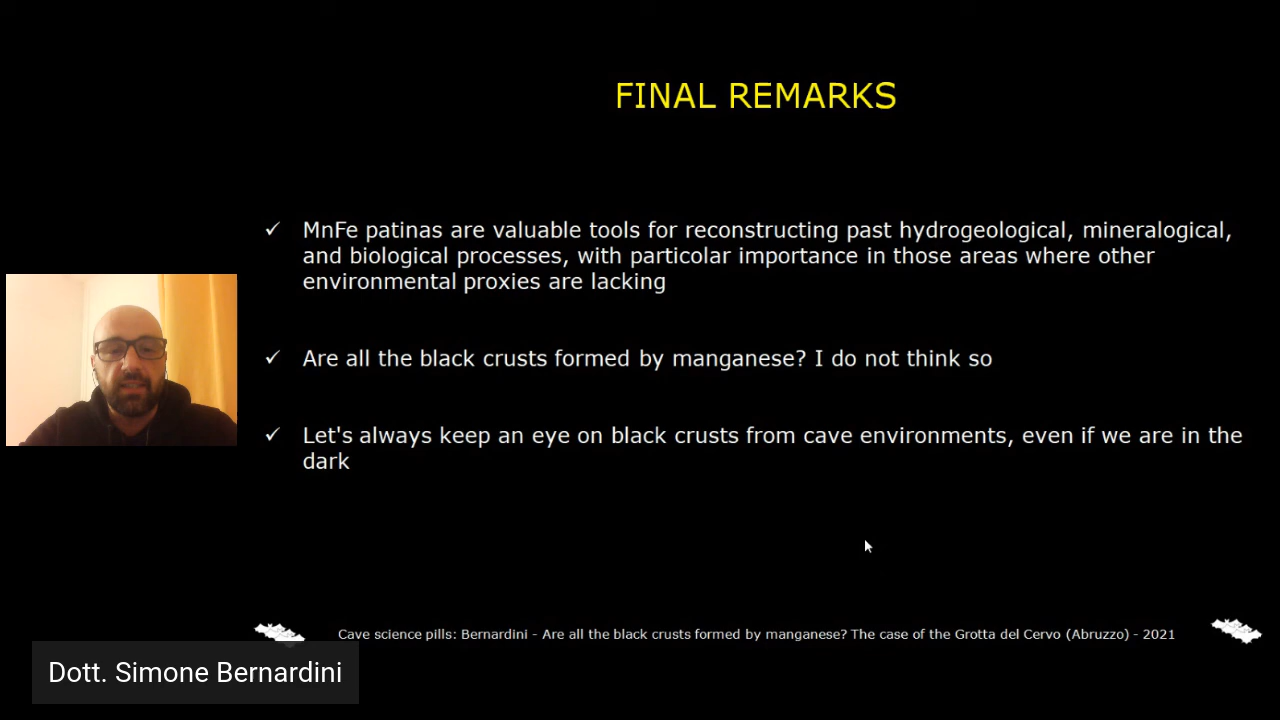 FINAL REMARKS
✓ MnFe patinas are valuable tools for reconstructing past hydrogeological, mineralogical,
and biological processes, with particolar importance in those areas where other
environmental proxies are lacking
✓ Are all the black crusts formed by manganese? I do not think so
✓ Let's always keep an eye on black crusts from cave environments, even if we are in the
dark
Cave science pills: Bernardini - Are all the black crusts formed by manganese? The case of the Grotta del Cervo (Abruzzo) - 2021
Dott. Simone Bernardini